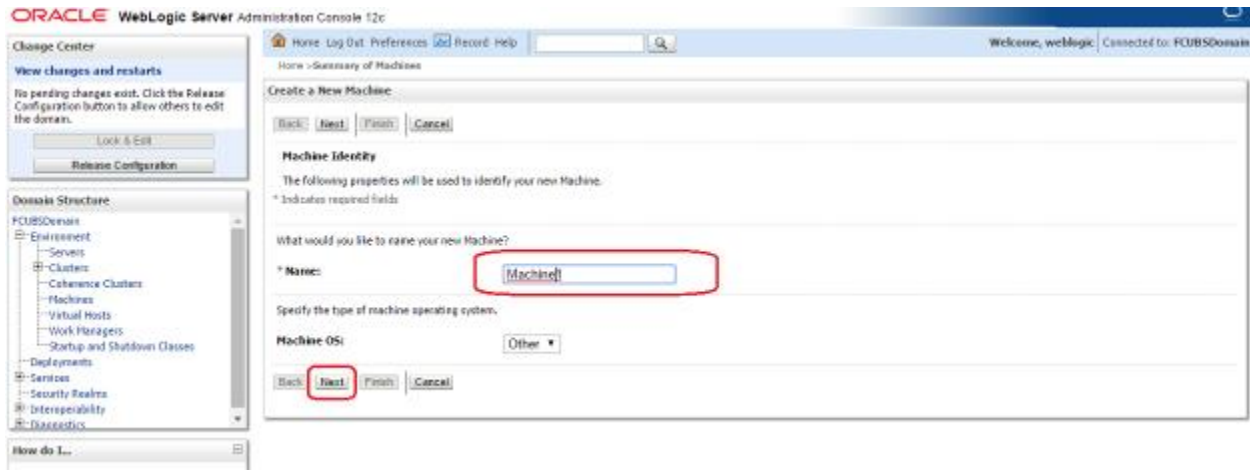 ORACLE WebLogic Server Administration Console 12c
Change Center
View changes and restarts
No pending changes exist. Click the Release
Configuration button to allow others to edit
the domain.
Lock & Edit
Release Configuration
Domain Structure
FCUBSDomain
Environment
Servers
Clusters
Coherence Clusters
Machines
Virtual Hosts
Work Managers
Startup and Shutdown Classes
Deployments
Services
Security Realms
Interoperability
Diagnostics
How do I...
Home Log Out Preferences Record Help
Welcome, weblogic Connected to: FCUBSDomain
Home >Summary of Machines
Create a New Machine
Back Next Finish Cancel
Machine Identity
The following properties will be used to identify your new Machine.
* Indicates required fields
What would you like to name your new Machine?
* Name: Machine1
Specify the type of machine operating system.
Machine OS: Other
Back Next Finish Cancel